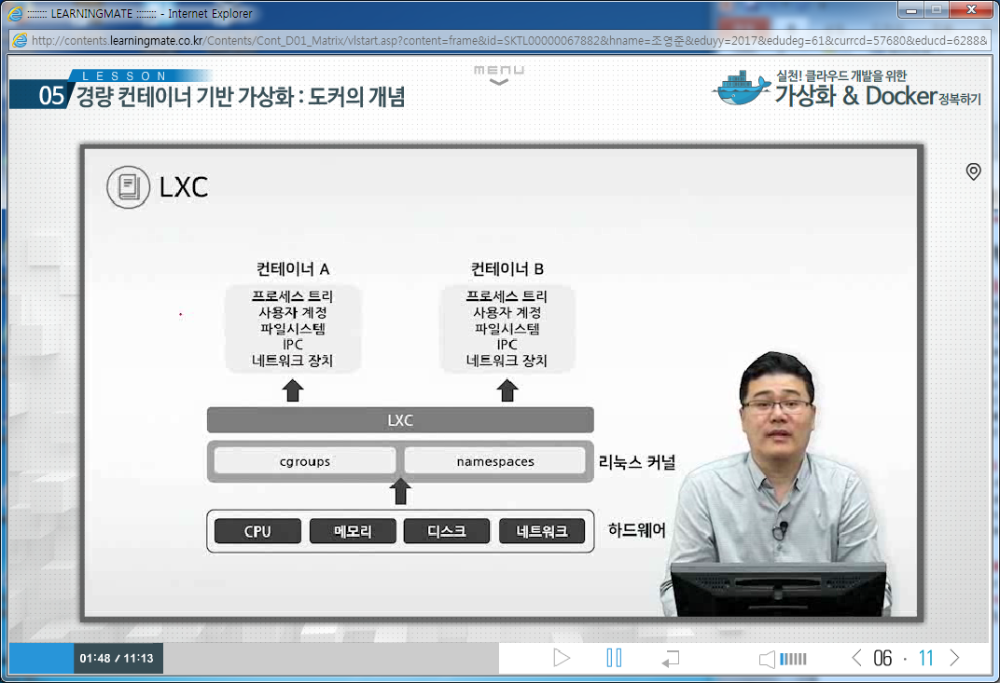 :::::::: LEARNINGMATE :::::::: - Internet Explorer
http://contents.learningmate.co.kr/Contents/Cont_D01_Matrix/vlstart.asp?content=frame&id=SKTL00000067882&hname=조영준&eduyy=2017&edudeg=61&currcd=57680&educd=6288&
LESSON
05 경량 컨테이너 기반 가상화 : 도커의 개념
MENU
실전! 클라우드 개발을 위한
가상화 & Docker 정복하기
LXC
컨테이너 A
프로세스 트리
사용자 계정
파일시스템
IPC
네트워크 장치
컨테이너 B
프로세스 트리
사용자 계정
파일시스템
IPC
네트워크 장치
LXC
cgroups namespaces 리눅스 커널
CPU 메모리 디스크 네트워크 하드웨어
01:48 / 11:13
06 · 11